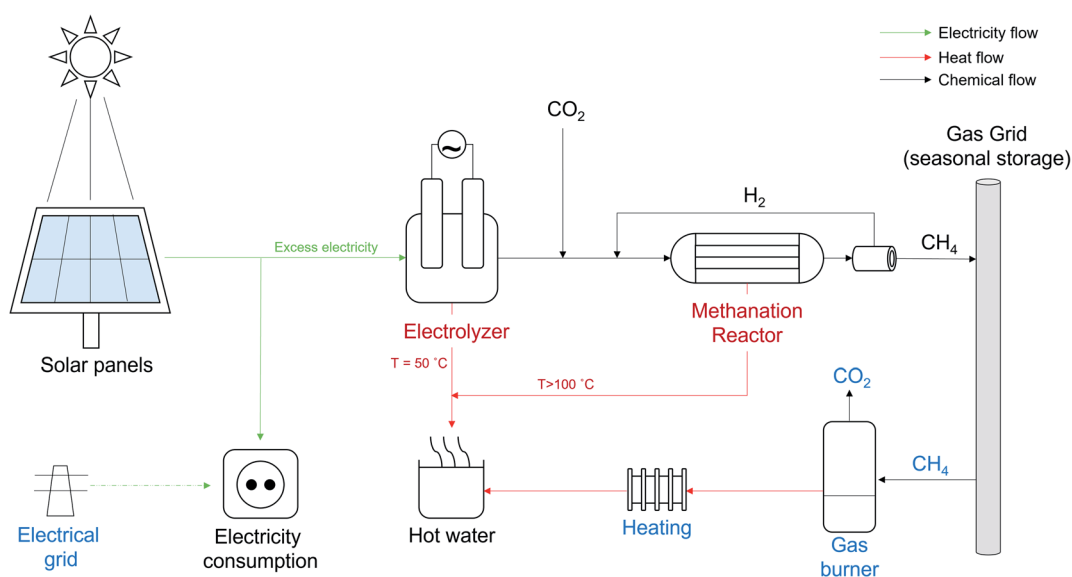 Electricity flow
Heat flow
Chemical flow
CO₂
Gas Grid
(seasonal storage)
H₂
Excess electricity
CH₄
Electrolyzer
Methanation
Reactor
Solar panels
T = 50 ˚C
T>100 ˚C
CO₂
CH₄
Electrical
grid
Electricity
consumption
Hot water
Heating
Gas
burner